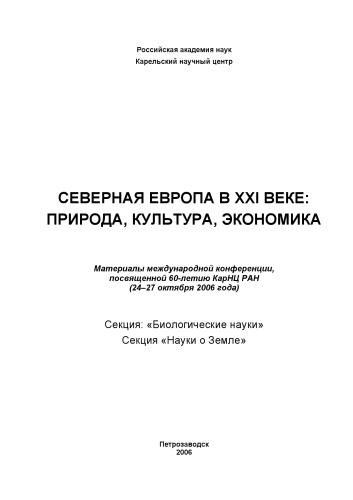 Российская академия наук
Карельский научный центр
СЕВЕРНАЯ ЕВРОПА В XXI ВЕКЕ:
ПРИРОДА, КУЛЬТУРА, ЭКОНОМИКА
Материалы международной конференции,
посвященной 60-летию КарНЦ РАН
(24–27 октября 2006 года)
Секция: «Биологические науки»
Секция «Науки о Земле»
Петрозаводск
2006